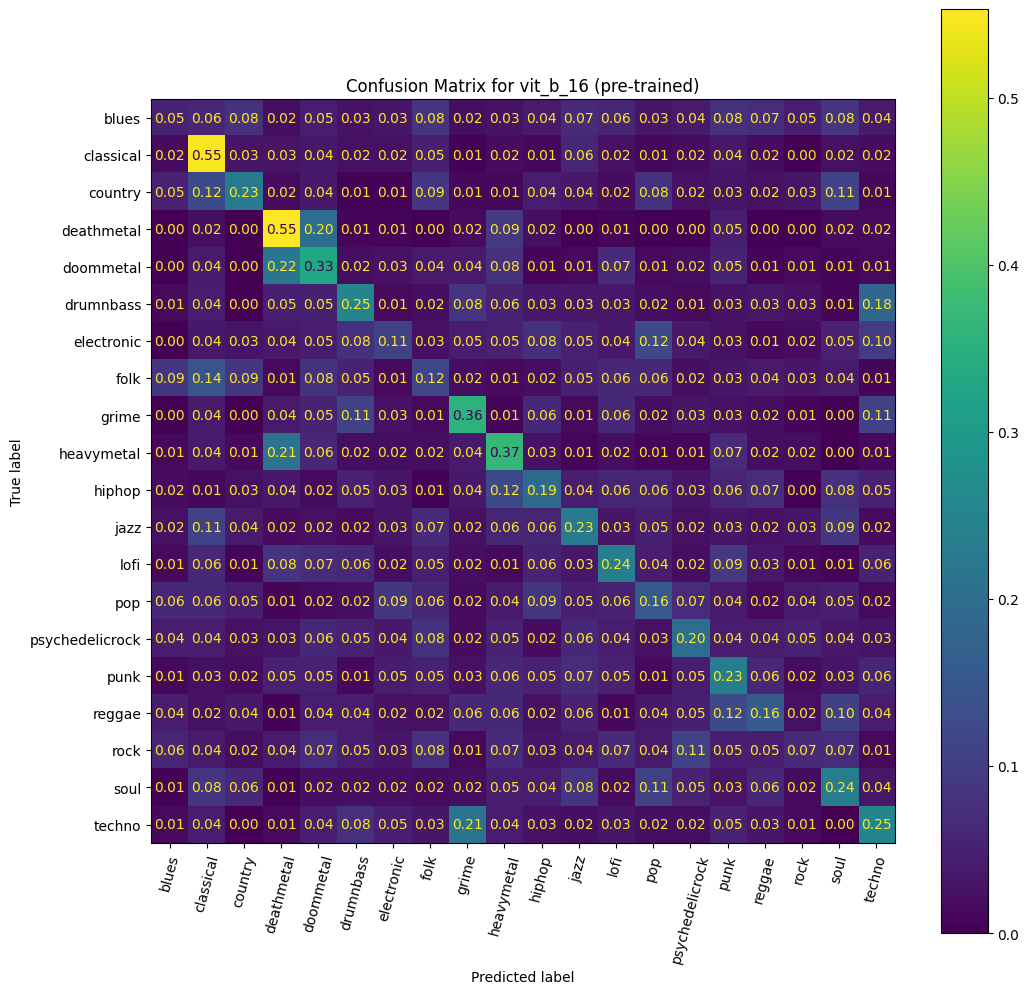 Confusion Matrix for vit_b_16 (pre-trained)
blues 0.05 0.06 0.08 0.02 0.05 0.03 0.03 0.08 0.02 0.03 0.04 0.07 0.06 0.03 0.04 0.08 0.07 0.05 0.08 0.04
classical 0.02 0.55 0.03 0.03 0.04 0.02 0.02 0.05 0.01 0.02 0.01 0.06 0.02 0.01 0.02 0.04 0.02 0.00 0.02 0.02
country 0.05 0.12 0.23 0.02 0.04 0.01 0.01 0.09 0.01 0.01 0.04 0.04 0.02 0.08 0.02 0.03 0.02 0.03 0.11 0.01
deathmetal 0.00 0.02 0.00 0.55 0.20 0.01 0.01 0.00 0.02 0.09 0.02 0.00 0.01 0.00 0.00 0.05 0.00 0.00 0.02 0.02
doommetal 0.00 0.04 0.00 0.22 0.33 0.02 0.03 0.04 0.04 0.08 0.01 0.01 0.07 0.01 0.02 0.05 0.01 0.01 0.01 0.01
drumnbass 0.01 0.04 0.00 0.05 0.05 0.25 0.01 0.02 0.08 0.06 0.03 0.03 0.03 0.02 0.01 0.03 0.03 0.03 0.01 0.18
electronic 0.00 0.04 0.03 0.04 0.05 0.08 0.11 0.03 0.05 0.05 0.08 0.05 0.04 0.12 0.04 0.03 0.01 0.02 0.05 0.10
folk 0.09 0.14 0.09 0.01 0.08 0.05 0.01 0.12 0.02 0.01 0.02 0.05 0.06 0.06 0.02 0.03 0.04 0.03 0.04 0.01
grime 0.00 0.04 0.00 0.04 0.05 0.11 0.03 0.01 0.36 0.01 0.06 0.01 0.06 0.02 0.03 0.03 0.02 0.01 0.00 0.11
heavymetal 0.01 0.04 0.01 0.21 0.06 0.02 0.02 0.02 0.04 0.37 0.03 0.01 0.02 0.01 0.01 0.07 0.02 0.02 0.00 0.01
hiphop 0.02 0.01 0.03 0.04 0.02 0.05 0.03 0.01 0.04 0.12 0.19 0.04 0.06 0.06 0.03 0.06 0.07 0.00 0.08 0.05
jazz 0.02 0.11 0.04 0.02 0.02 0.02 0.03 0.07 0.02 0.06 0.06 0.23 0.03 0.05 0.02 0.03 0.02 0.03 0.09 0.02
lofi 0.01 0.06 0.01 0.08 0.07 0.06 0.02 0.05 0.02 0.01 0.06 0.03 0.24 0.04 0.02 0.09 0.03 0.01 0.01 0.06
pop 0.06 0.06 0.05 0.01 0.02 0.02 0.09 0.06 0.02 0.04 0.09 0.05 0.06 0.16 0.07 0.04 0.02 0.04 0.05 0.02
psychedelicrock 0.04 0.04 0.03 0.03 0.06 0.05 0.04 0.08 0.02 0.05 0.02 0.06 0.04 0.03 0.20 0.04 0.04 0.05 0.04 0.03
punk 0.01 0.03 0.02 0.05 0.05 0.01 0.05 0.05 0.03 0.06 0.05 0.07 0.05 0.01 0.05 0.23 0.06 0.02 0.03 0.06
reggae 0.04 0.02 0.04 0.01 0.04 0.04 0.02 0.02 0.06 0.06 0.02 0.06 0.01 0.04 0.05 0.12 0.16 0.02 0.10 0.04
rock 0.06 0.04 0.02 0.04 0.07 0.05 0.03 0.08 0.01 0.07 0.03 0.04 0.07 0.04 0.11 0.05 0.05 0.07 0.07 0.01
soul 0.01 0.08 0.06 0.01 0.02 0.02 0.02 0.02 0.02 0.05 0.04 0.08 0.02 0.11 0.05 0.03 0.06 0.02 0.24 0.04
techno 0.01 0.04 0.00 0.01 0.04 0.08 0.05 0.03 0.21 0.04 0.03 0.02 0.03 0.02 0.02 0.05 0.03 0.01 0.00 0.25
blues classical country deathmetal doommetal drumnbass electronic folk grime heavymetal hiphop jazz lofi pop psychedelicrock punk reggae rock soul techno
Predicted label
True label
0.5
0.4
0.3
0.2
0.1
0.0